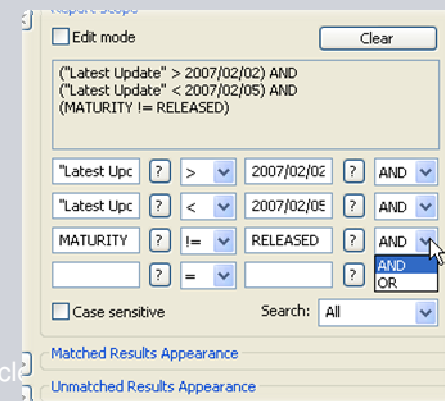 Report Scope
Edit mode
Clear
("Latest Update" > 2007/02/02) AND
("Latest Update" < 2007/02/05) AND
(MATURITY != RELEASED)
"Latest Upc ? > 2007/02/02 ? AND
"Latest Upc ? < 2007/02/05 ? AND
MATURITY ? != RELEASED ? AND
? = ? AND
OR
Case sensitive Search: All
Matched Results Appearance
Unmatched Results Appearance